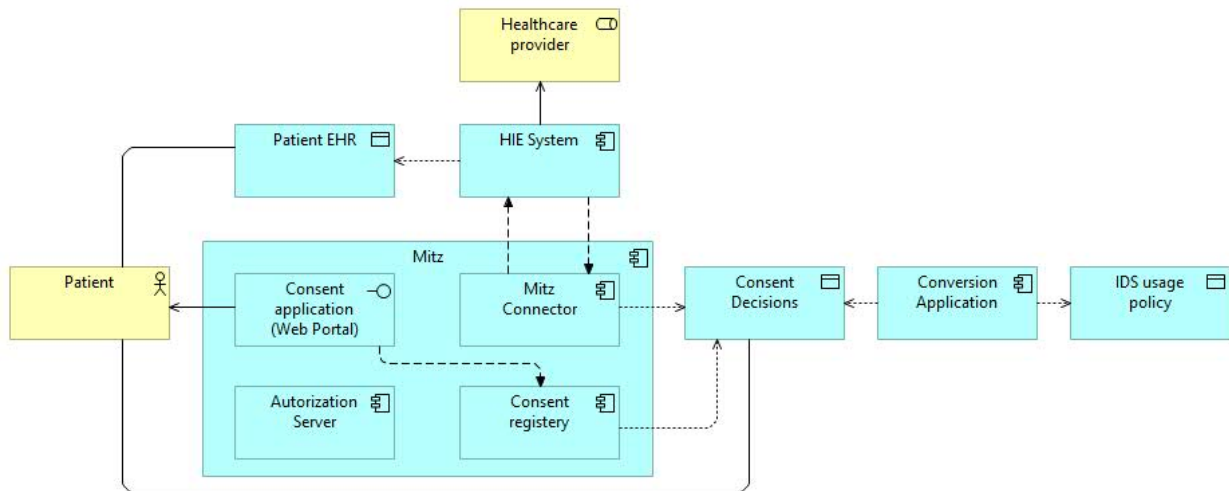 Healthcare
provider
Patient EHR
HIE System
Mitz
Patient
Consent
application
(Web Portal)
Mitz
Connector
Consent
Decisions
Conversion
Application
IDS usage
policy
Autorization
Server
Consent
registery